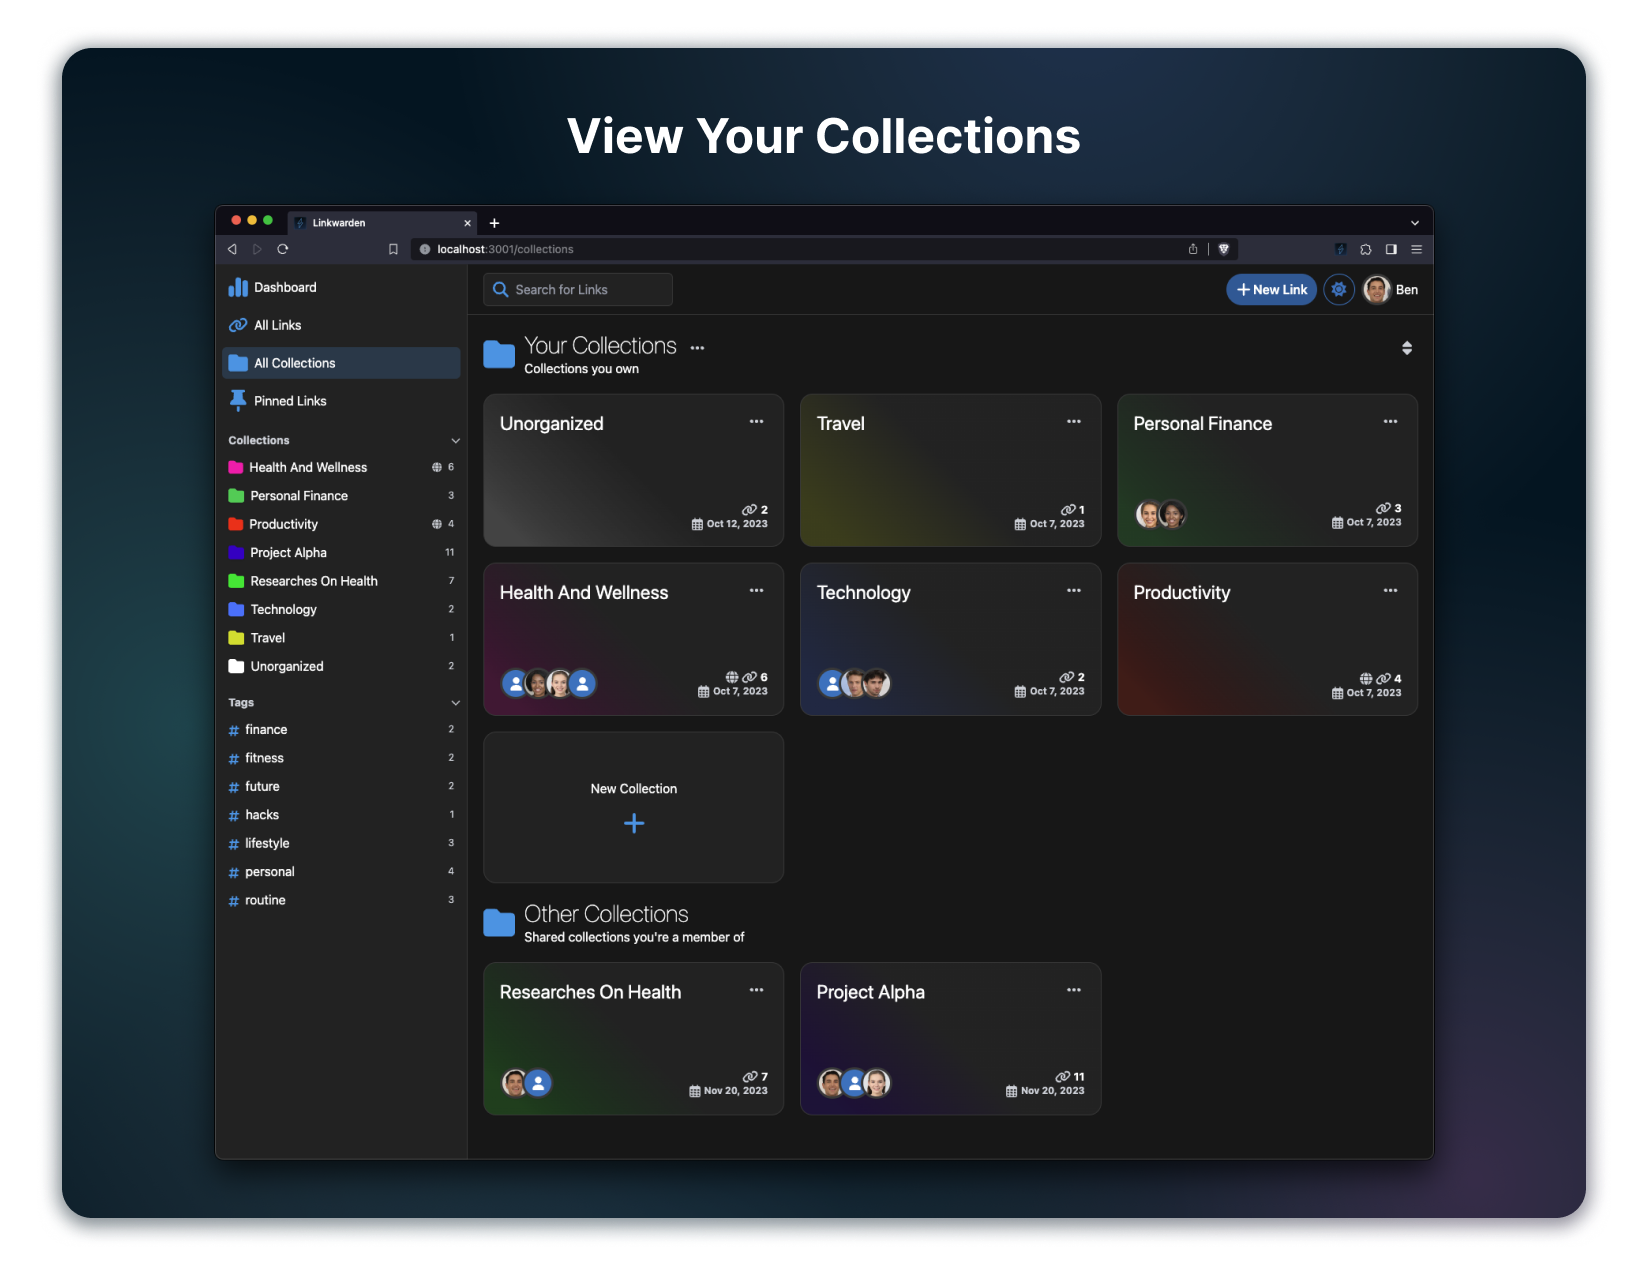 View Your Collections
Linkwarden
localhost:3001/collections
Dashboard
All Links
All Collections
Pinned Links
Collections
Health And Wellness 6
Personal Finance 3
Productivity 4
Project Alpha 11
Researches On Health 7
Technology 2
Travel 1
Unorganized 2
Tags
# finance 2
# fitness 2
# future 2
# hacks 1
# lifestyle 3
# personal 4
# routine 3
Search for Links
+ New Link
Ben
Your Collections ...
Collections you own
Unorganized ...
2
Oct 12, 2023
Travel ...
1
Oct 7, 2023
Personal Finance ...
3
Oct 7, 2023
Health And Wellness ...
6
Oct 7, 2023
Technology ...
2
Oct 7, 2023
Productivity ...
4
Oct 7, 2023
New Collection
+
Other Collections
Shared collections you're a member of
Researches On Health ...
7
Nov 20, 2023
Project Alpha ...
11
Nov 20, 2023